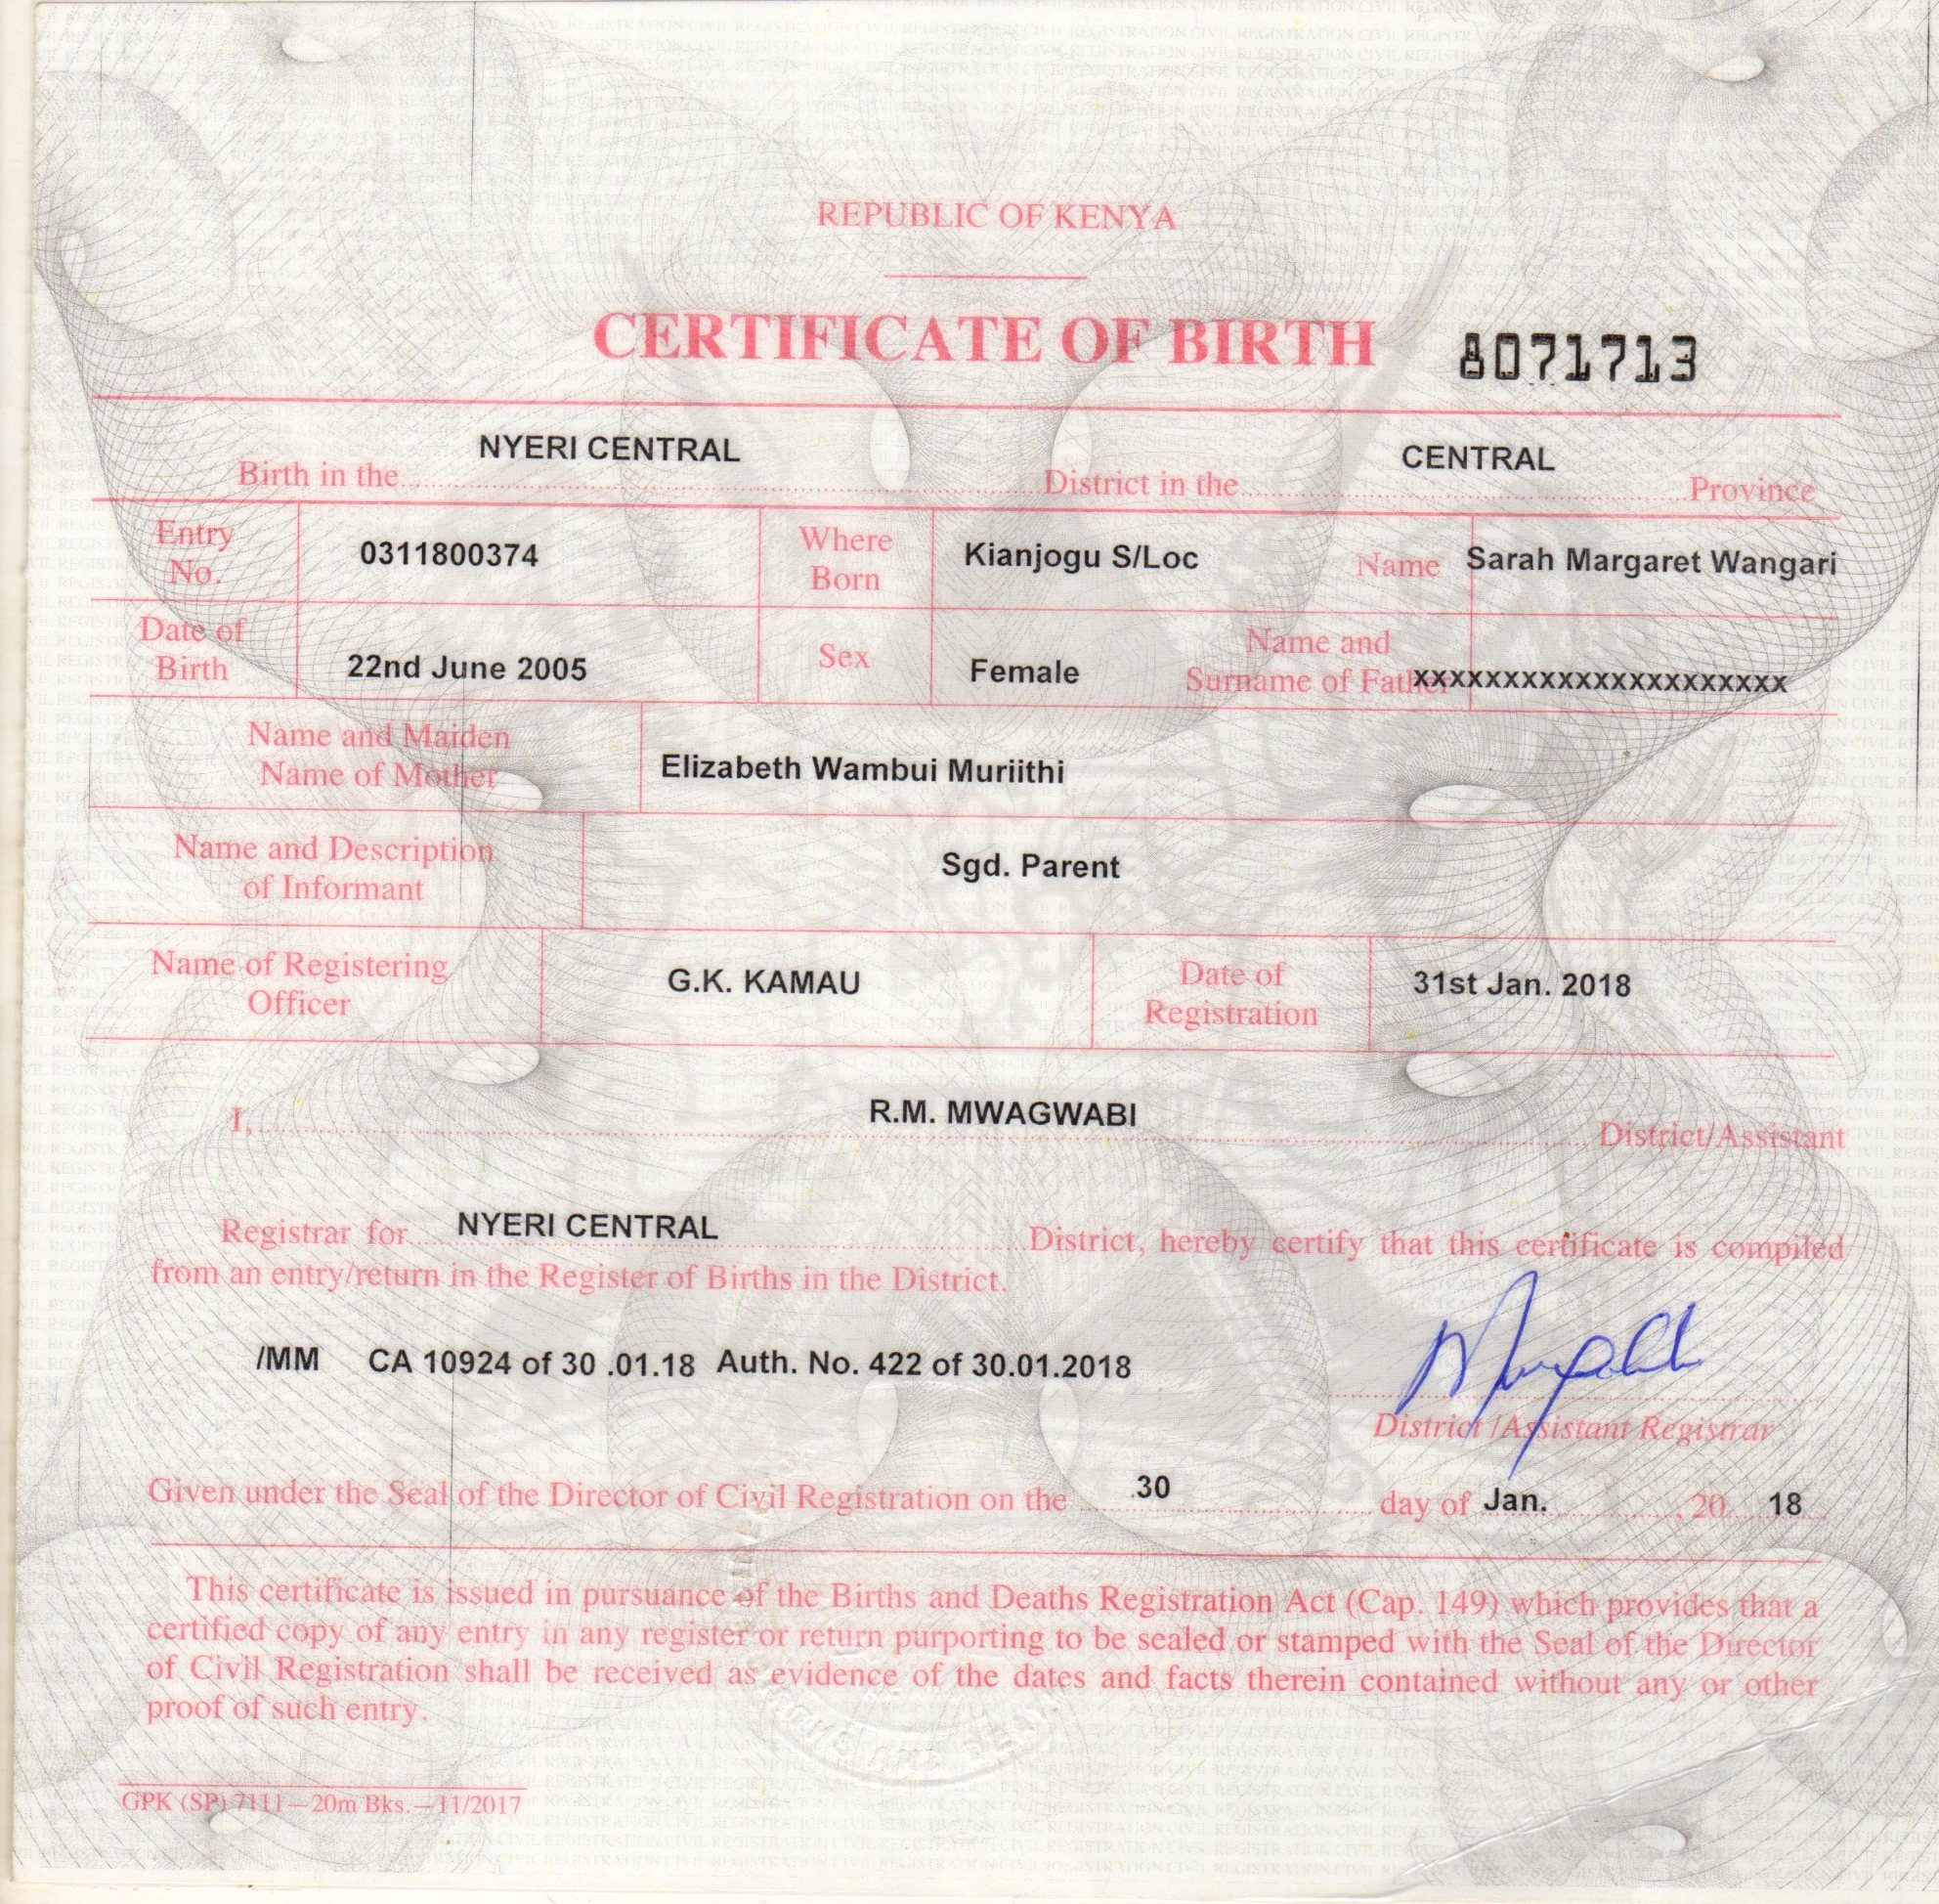 REPUBLIC OF KENYA
CERTIFICATE OF BIRTH 8071713
Birth in the NYERI CENTRAL District in the CENTRAL Province
Entry No. 0311800374 Where Born Kianjogu S/Loc Name Sarah Margaret Wangari
Date of Birth 22nd June 2005 Sex Female Name and Surname of Father xxxxxxxxxxxxxxxxxxxxx
Name and Maiden Name of Mother Elizabeth Wambui Muriithi
Name and Description of Informant Sgd. Parent
Name of Registering Officer G.K. KAMAU Date of Registration 31st Jan. 2018
I, R.M. MWAGWABI District/Assistant
Registrar for NYERI CENTRAL District, hereby certify that this certificate is compiled
from an entry/return in the Register of Births in the District.
/MM CA 10924 of 30 .01.18 Auth. No. 422 of 30.01.2018
District /Assistant Registrar
Given under the Seal of the Director of Civil Registration on the 30 day of Jan. , 20 18
This certificate is issued in pursuance of the Births and Deaths Registration Act (Cap. 149) which provides that a
certified copy of any entry in any register or return purporting to be sealed or stamped with the Seal of the Director
of Civil Registration shall be received as evidence of the dates and facts therein contained without any or other
proof of such entry.
GPK (SP) 7111—20m Bks.—11/2017